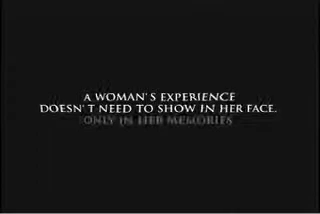 A WOMAN'S EXPERIENCE
DOESN'T NEED TO SHOW IN HER FACE.
ONLY IN HER MEMORIES